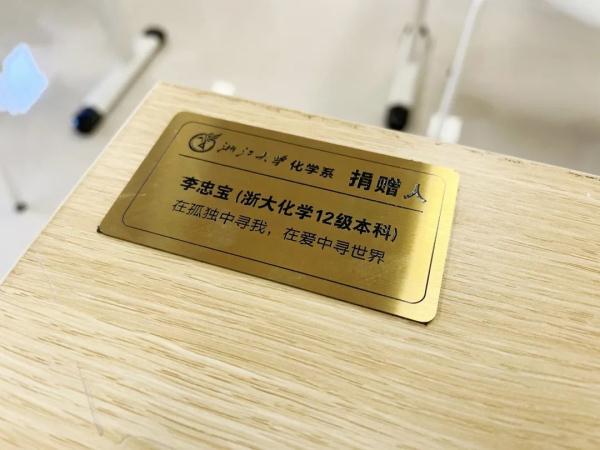 浙江大学 化学系 捐赠人
李忠宝 (浙大化学12级本科)
在孤独中寻我，在爱中寻世界